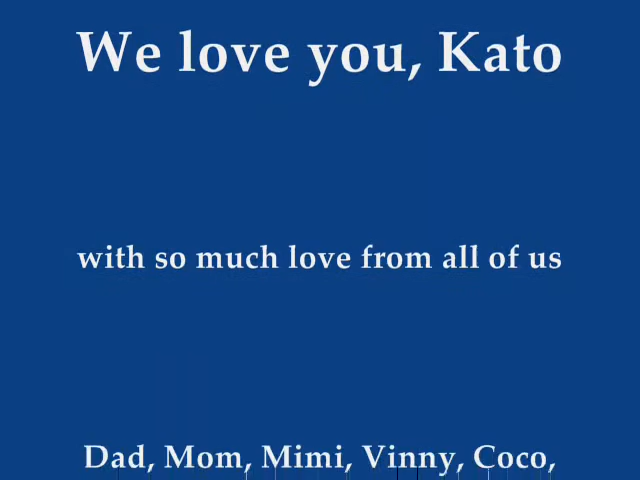 We love you, Kato
with so much love from all of us
Dad, Mom, Mimi, Vinny, Coco,